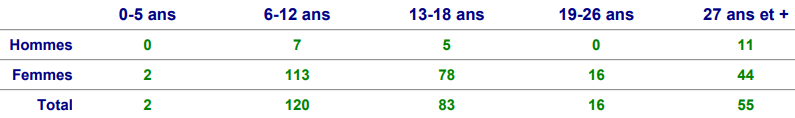 0-5 ans 6-12 ans 13-18 ans 19-26 ans 27 ans et +
Hommes 0 7 5 0 11
Femmes 2 113 78 16 44
Total 2 120 83 16 55